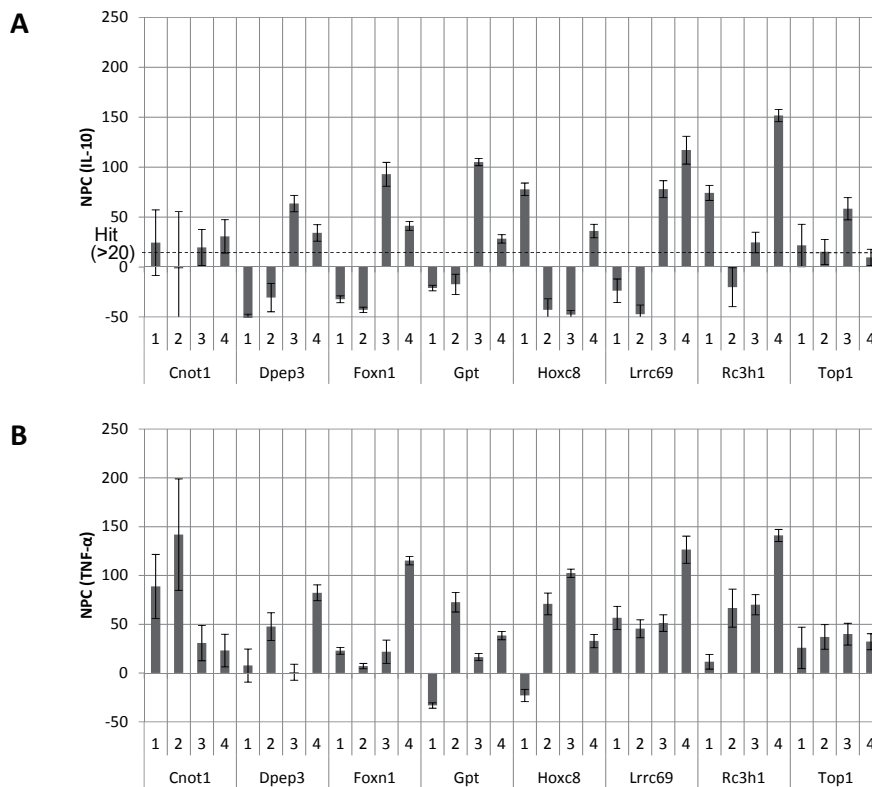 A
NPC (IL-10)
250
200
150
100
50
Hit
(>20)
0
-50
1 2 3 4 1 2 3 4 1 2 3 4 1 2 3 4 1 2 3 4 1 2 3 4 1 2 3 4 1 2 3 4
Cnot1 Dpep3 Foxn1 Gpt Hoxc8 Lrrc69 Rc3h1 Top1
B
NPC (TNF-α)
250
200
150
100
50
0
-50
1 2 3 4 1 2 3 4 1 2 3 4 1 2 3 4 1 2 3 4 1 2 3 4 1 2 3 4 1 2 3 4
Cnot1 Dpep3 Foxn1 Gpt Hoxc8 Lrrc69 Rc3h1 Top1